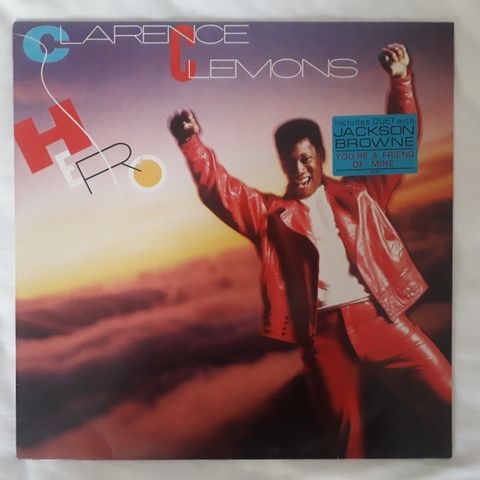 CLARENCE
CLEMONS
HERO
Includes DUET with
JACKSON
BROWNE
YOU'RE A FRIEND
OF MINE